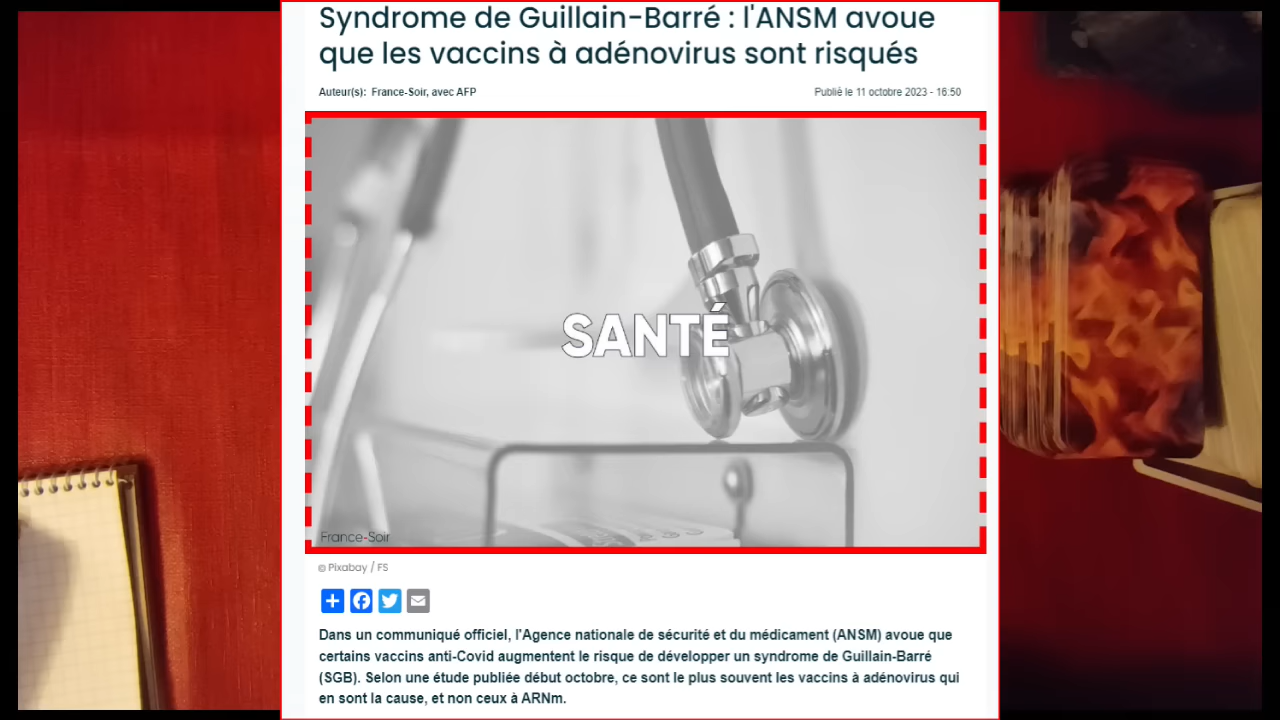 Syndrome de Guillain-Barré : l'ANSM avoue
que les vaccins à adénovirus sont risqués
Auteur(s): France-Soir, avec AFP
Publié le 11 octobre 2023 - 16:50
SANTÉ
France-Soir
© Pixabay / FS
Dans un communiqué officiel, l'Agence nationale de sécurité et du médicament (ANSM) avoue que
certains vaccins anti-Covid augmentent le risque de développer un syndrome de Guillain-Barré
(SGB). Selon une étude publiée début octobre, ce sont le plus souvent les vaccins à adénovirus qui
en sont la cause, et non ceux à ARNm.